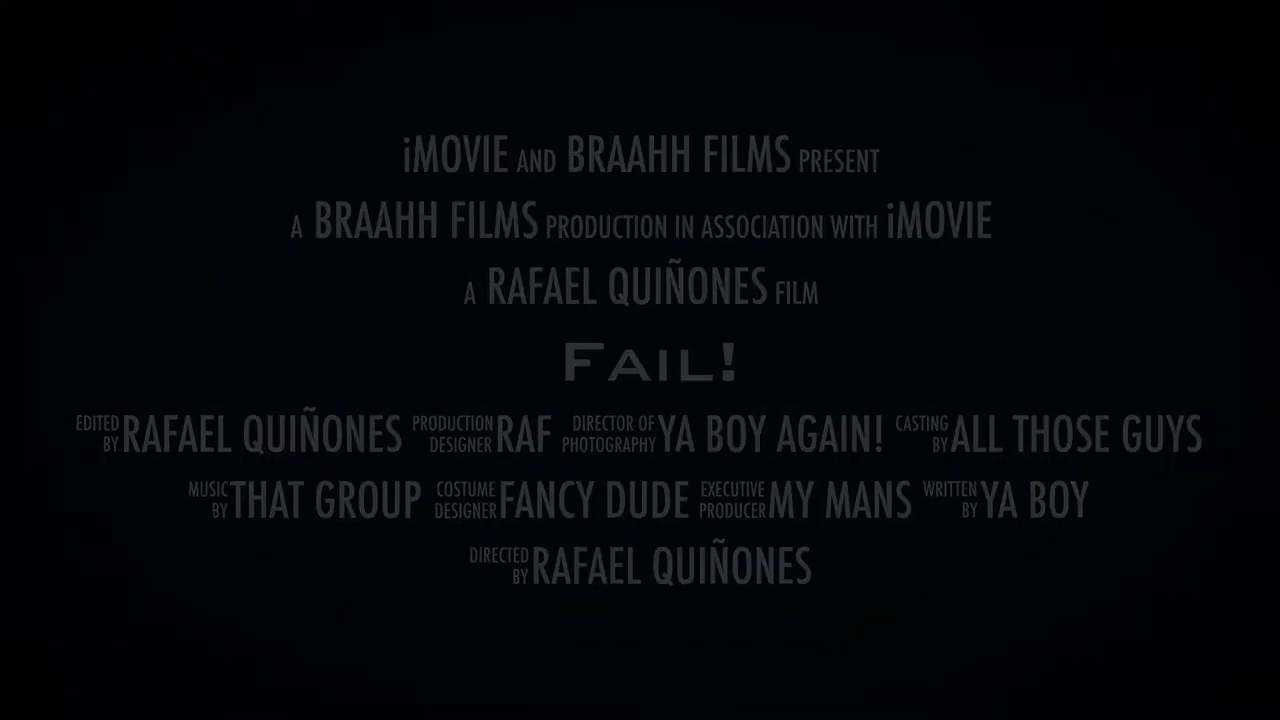 iMOVIE AND BRAAHH FILMS PRESENT
A BRAAHH FILMS PRODUCTION IN ASSOCIATION WITH iMOVIE
A RAFAEL QUIÑONES FILM
FAIL!
EDITED BY RAFAEL QUIÑONES PRODUCTION DESIGNER RAF DIRECTOR OF PHOTOGRAPHY YA BOY AGAIN! CASTING BY ALL THOSE GUYS
MUSIC BY THAT GROUP COSTUME DESIGNER FANCY DUDE EXECUTIVE PRODUCER MY MANS WRITTEN BY YA BOY
DIRECTED BY RAFAEL QUIÑONES